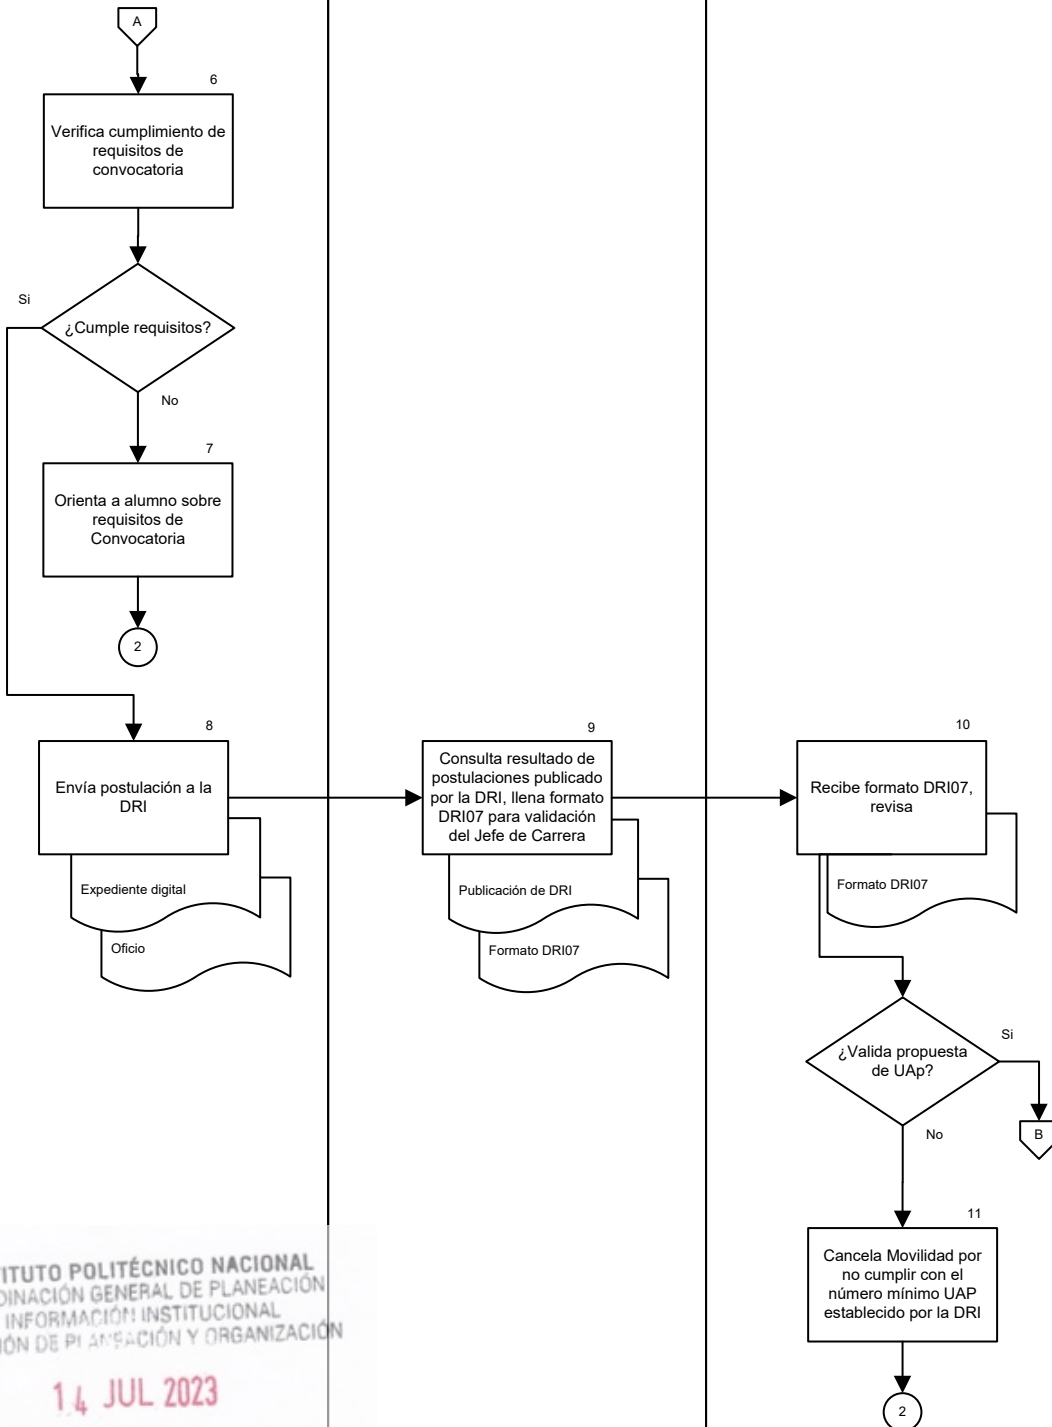 A
6
Verifica cumplimiento de
requisitos de
convocatoria
Si
¿Cumple requisitos?
No
7
Orienta a alumno sobre
requisitos de
Convocatoria
2
8
Envía postulación a la
DRI
Expediente digital
Oficio
9
Consulta resultado de
postulaciones publicado
por la DRI, llena formato
DRI07 para validación
del Jefe de Carrera
Publicación de DRI
Formato DRI07
10
Recibe formato DRI07,
revisa
Formato DRI07
¿Valida propuesta
de UAp?
Si
B
No
11
Cancela Movilidad por
no cumplir con el
número mínimo UAP
establecido por la DRI
2
ITUTO POLITÉCNICO NACIONAL
DINACIÓN GENERAL DE PLANEACIÓN
INFORMACIÓN INSTITUCIONAL
IÓN DE PLANEACIÓN Y ORGANIZACIÓN
14 JUL 2023